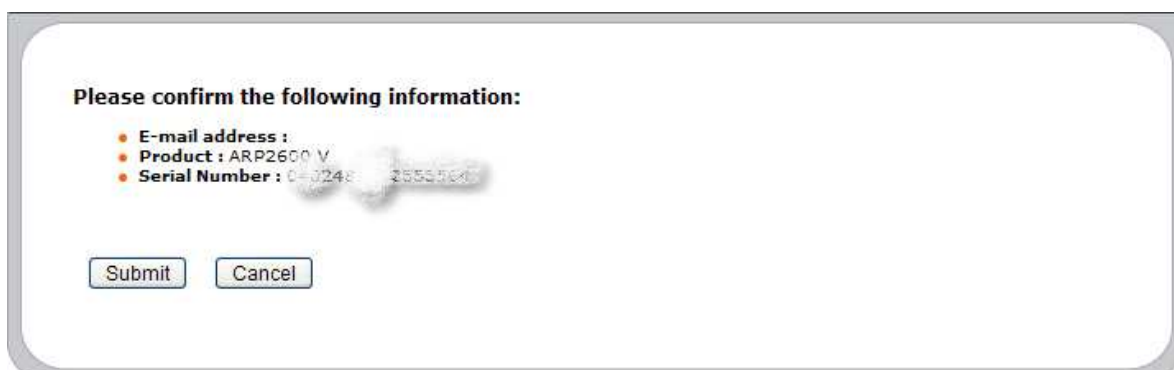 Please confirm the following information:
E-mail address :
Product : ARP2600 V
Serial Number :
Submit
Cancel